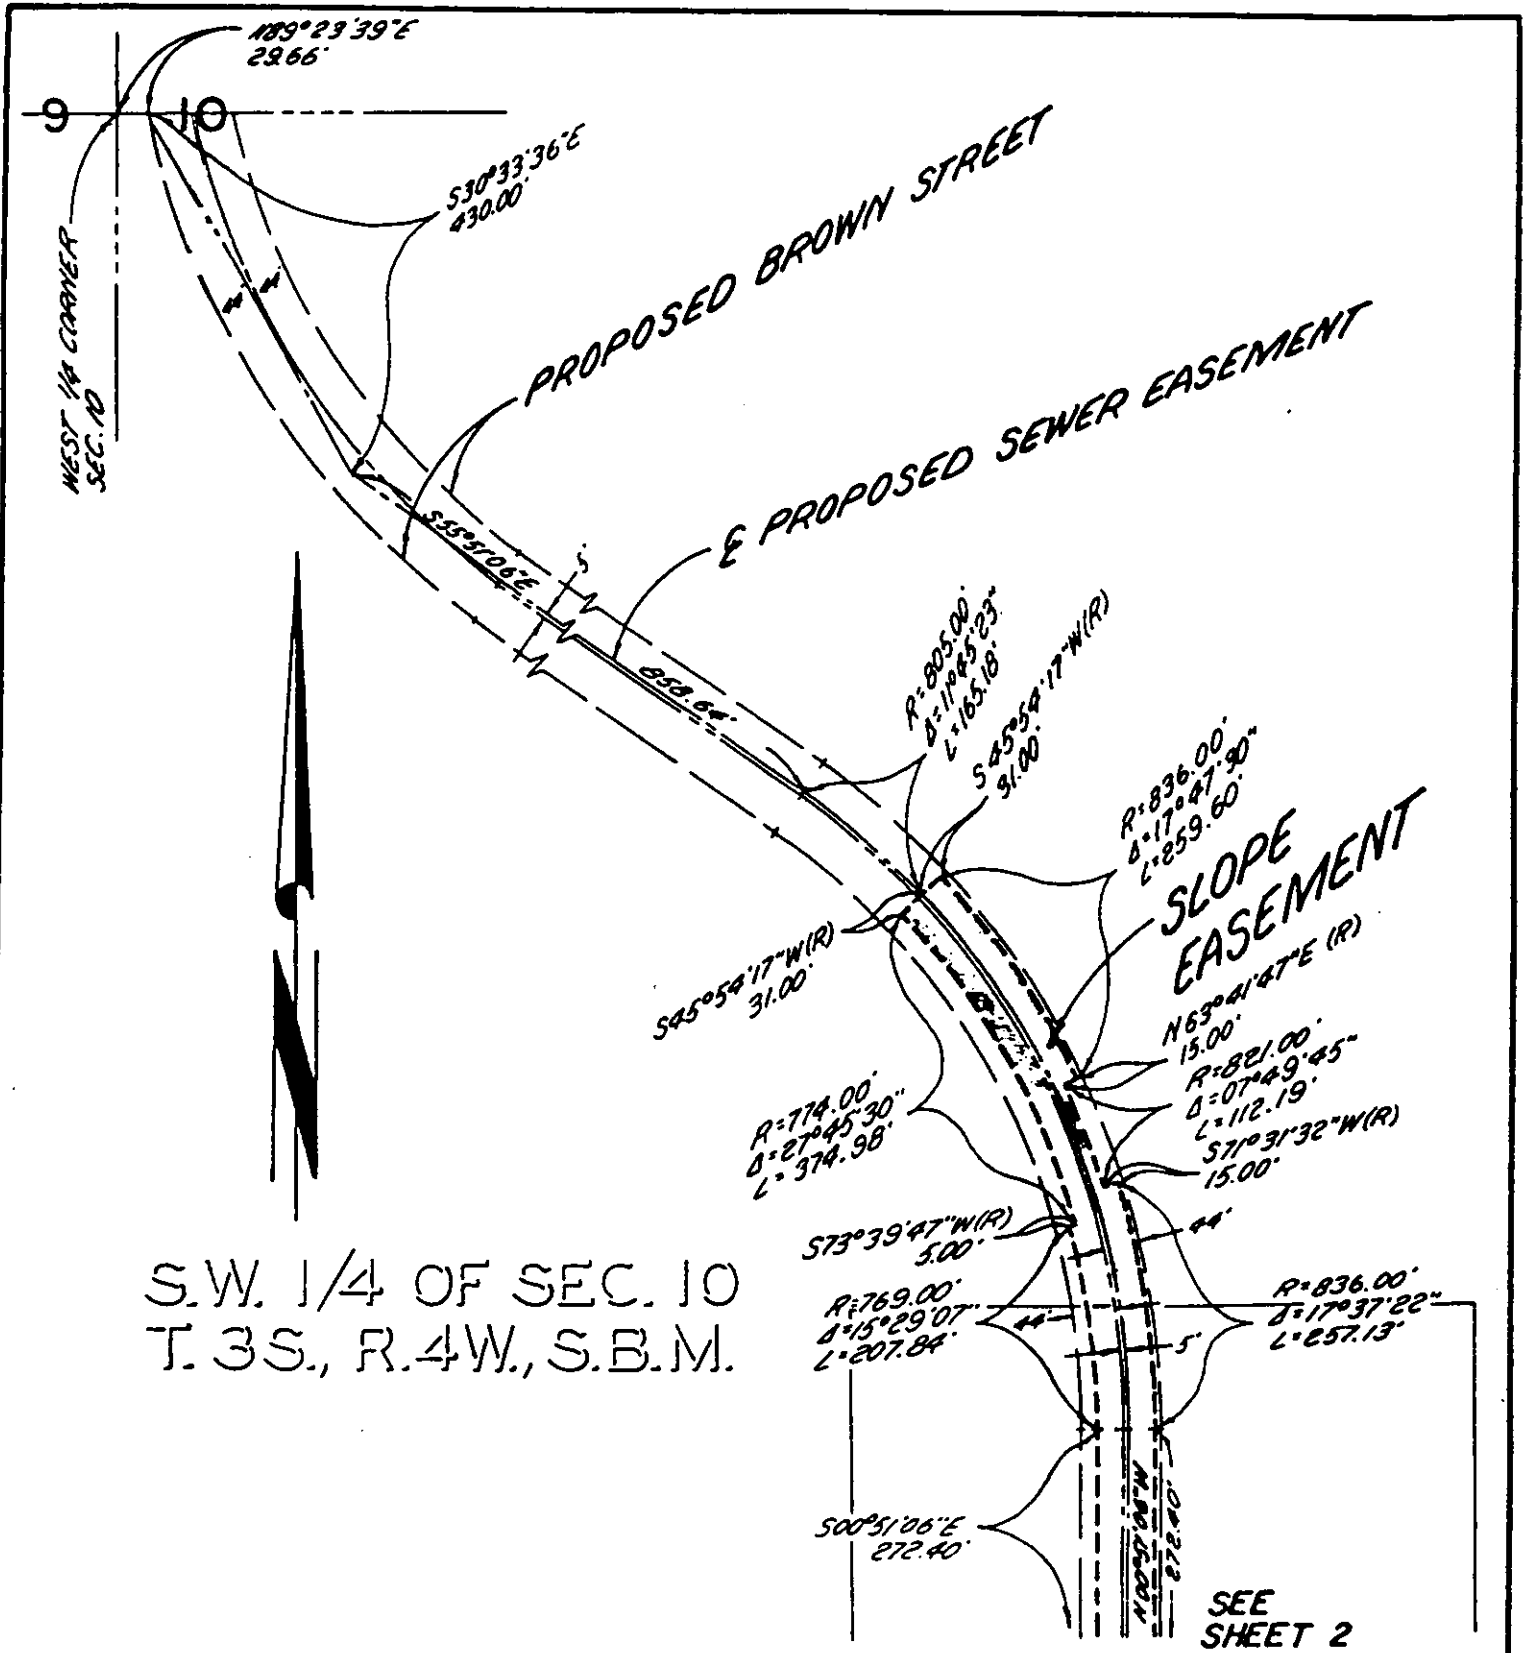 N89°23'39"E
29.66'
9
10
S30°33'36"E
430.00'
WEST 1/4 CORNER
SEC. 10
44'
44'
PROPOSED BROWN STREET
℄ PROPOSED SEWER EASEMENT
S55°51'06"E
5'
858.64'
R=805.00'
Δ=11°45'23"
L=165.18'
S45°54'17"W(R)
31.00'
R=836.00'
Δ=17°47'30"
L=259.60'
SLOPE
EASEMENT
S45°54'17"W(R)
31.00'
N63°41'47"E (R)
15.00'
R=821.00'
Δ=07°49'45"
L=112.19'
S71°31'32"W(R)
15.00'
R=774.00'
Δ=27°45'30"
L=374.98'
S73°39'47"W(R)
5.00'
44'
R=769.00'
Δ=15°29'07"
L=207.84'
44'
R=836.00'
Δ=17°37'22"
L=257.13'
5'
S.W. 1/4 OF SEC. 10
T. 3S., R.4W., S.B.M.
S00°51'06"E
272.40'
272.40'
SEE
SHEET 2